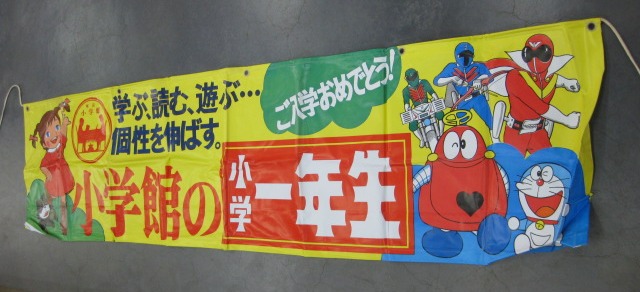 学ぶ、読む、遊ぶ…
個性を伸ばす。
ご入学おめでとう!
小学館の
小学一年生